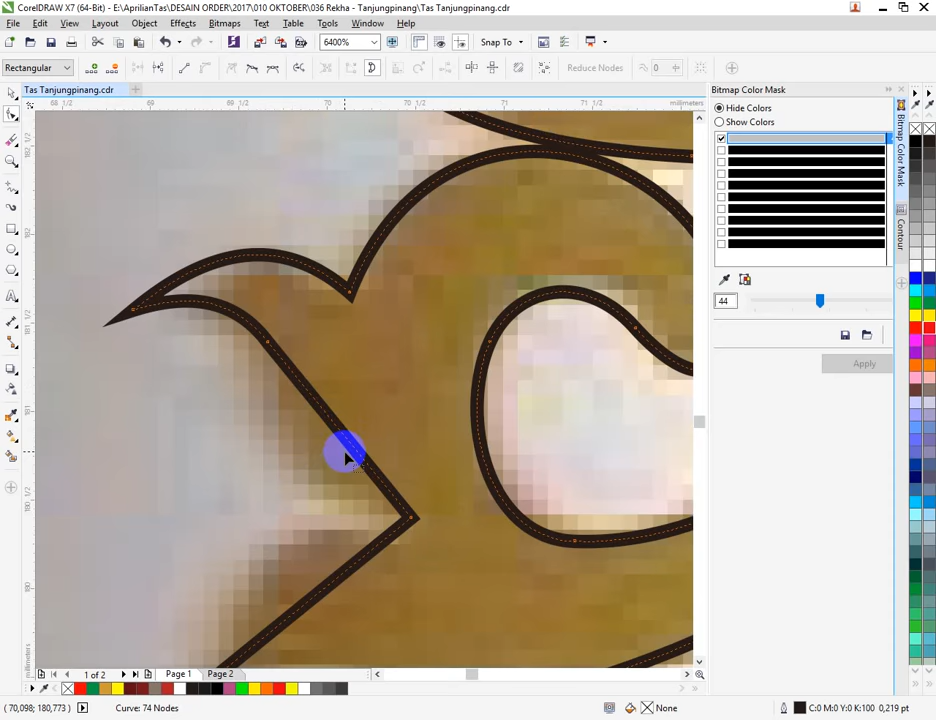 CorelDRAW X7 (64-Bit) - E:\AprilianTas\DESAIN ORDER\2017\010 OKTOBER\036 Rekha - Tanjungpinang\Tas Tanjungpinang.cdr
File Edit View Layout Object Effects Bitmaps Text Table Tools Window Help
6400% Snap To
Rectangular Reduce Nodes 0
Tas Tanjungpinang.cdr
Bitmap Color Mask
68 1/2 69 69 1/2 70 70 1/2 71 71 1/2 millimeters
Hide Colors
Show Colors
Bitmap Color Mask
Contour
44
Apply
182
181
180
millimeters
1 of 2 Page 1 Page 2
(70,098; 180,773) Curve: 74 Nodes None C:0 M:0 Y:0 K:100 0,219 pt